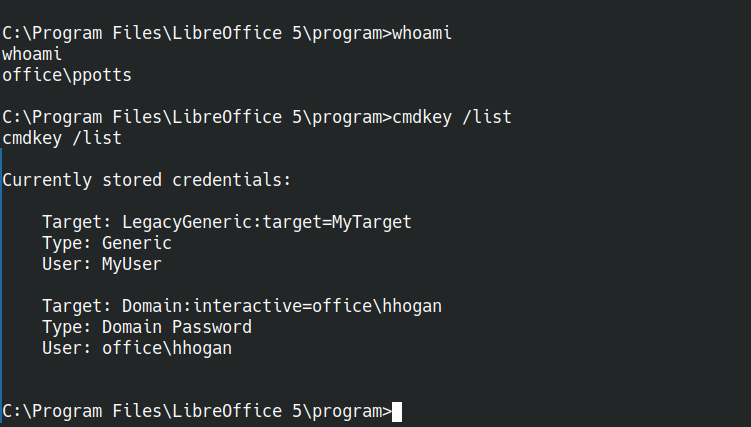 C:\Program Files\LibreOffice 5\program>whoami
whoami
office\ppotts
C:\Program Files\LibreOffice 5\program>cmdkey /list
cmdkey /list
Currently stored credentials:
Target: LegacyGeneric:target=MyTarget
Type: Generic
User: MyUser
Target: Domain:interactive=office\hhogan
Type: Domain Password
User: office\hhogan
C:\Program Files\LibreOffice 5\program>